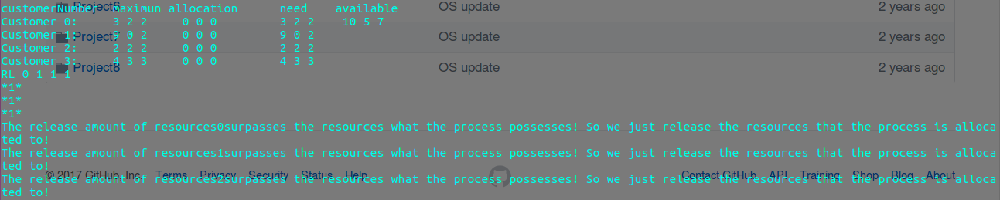 customerNumber maximun allocation need available
Project6 OS update 2 years ago
Customer 0: 3 2 2 0 0 0 3 2 2 10 5 7
Customer 1: 9 0 2 0 0 0 9 0 2
Project7 OS update 2 years ago
Customer 2: 2 2 2 0 0 0 2 2 2
Customer 3: 4 3 3 0 0 0 4 3 3
Project8 OS update 2 years ago
RL 0 1 1 1
*1*
*1*
*1*
The release amount of resources0surpasses the resources what the process possesses! So we just release the resources that the process is alloca
ted to!
The release amount of resources1surpasses the resources what the process possesses! So we just release the resources that the process is alloca
ted to!
© 2017 GitHub, Inc. Terms Privacy Security Status Help Contact GitHub API Training Shop Blog About
The release amount of resources2surpasses the resources what the process possesses! So we just release the resources that the process is alloca
ted to!